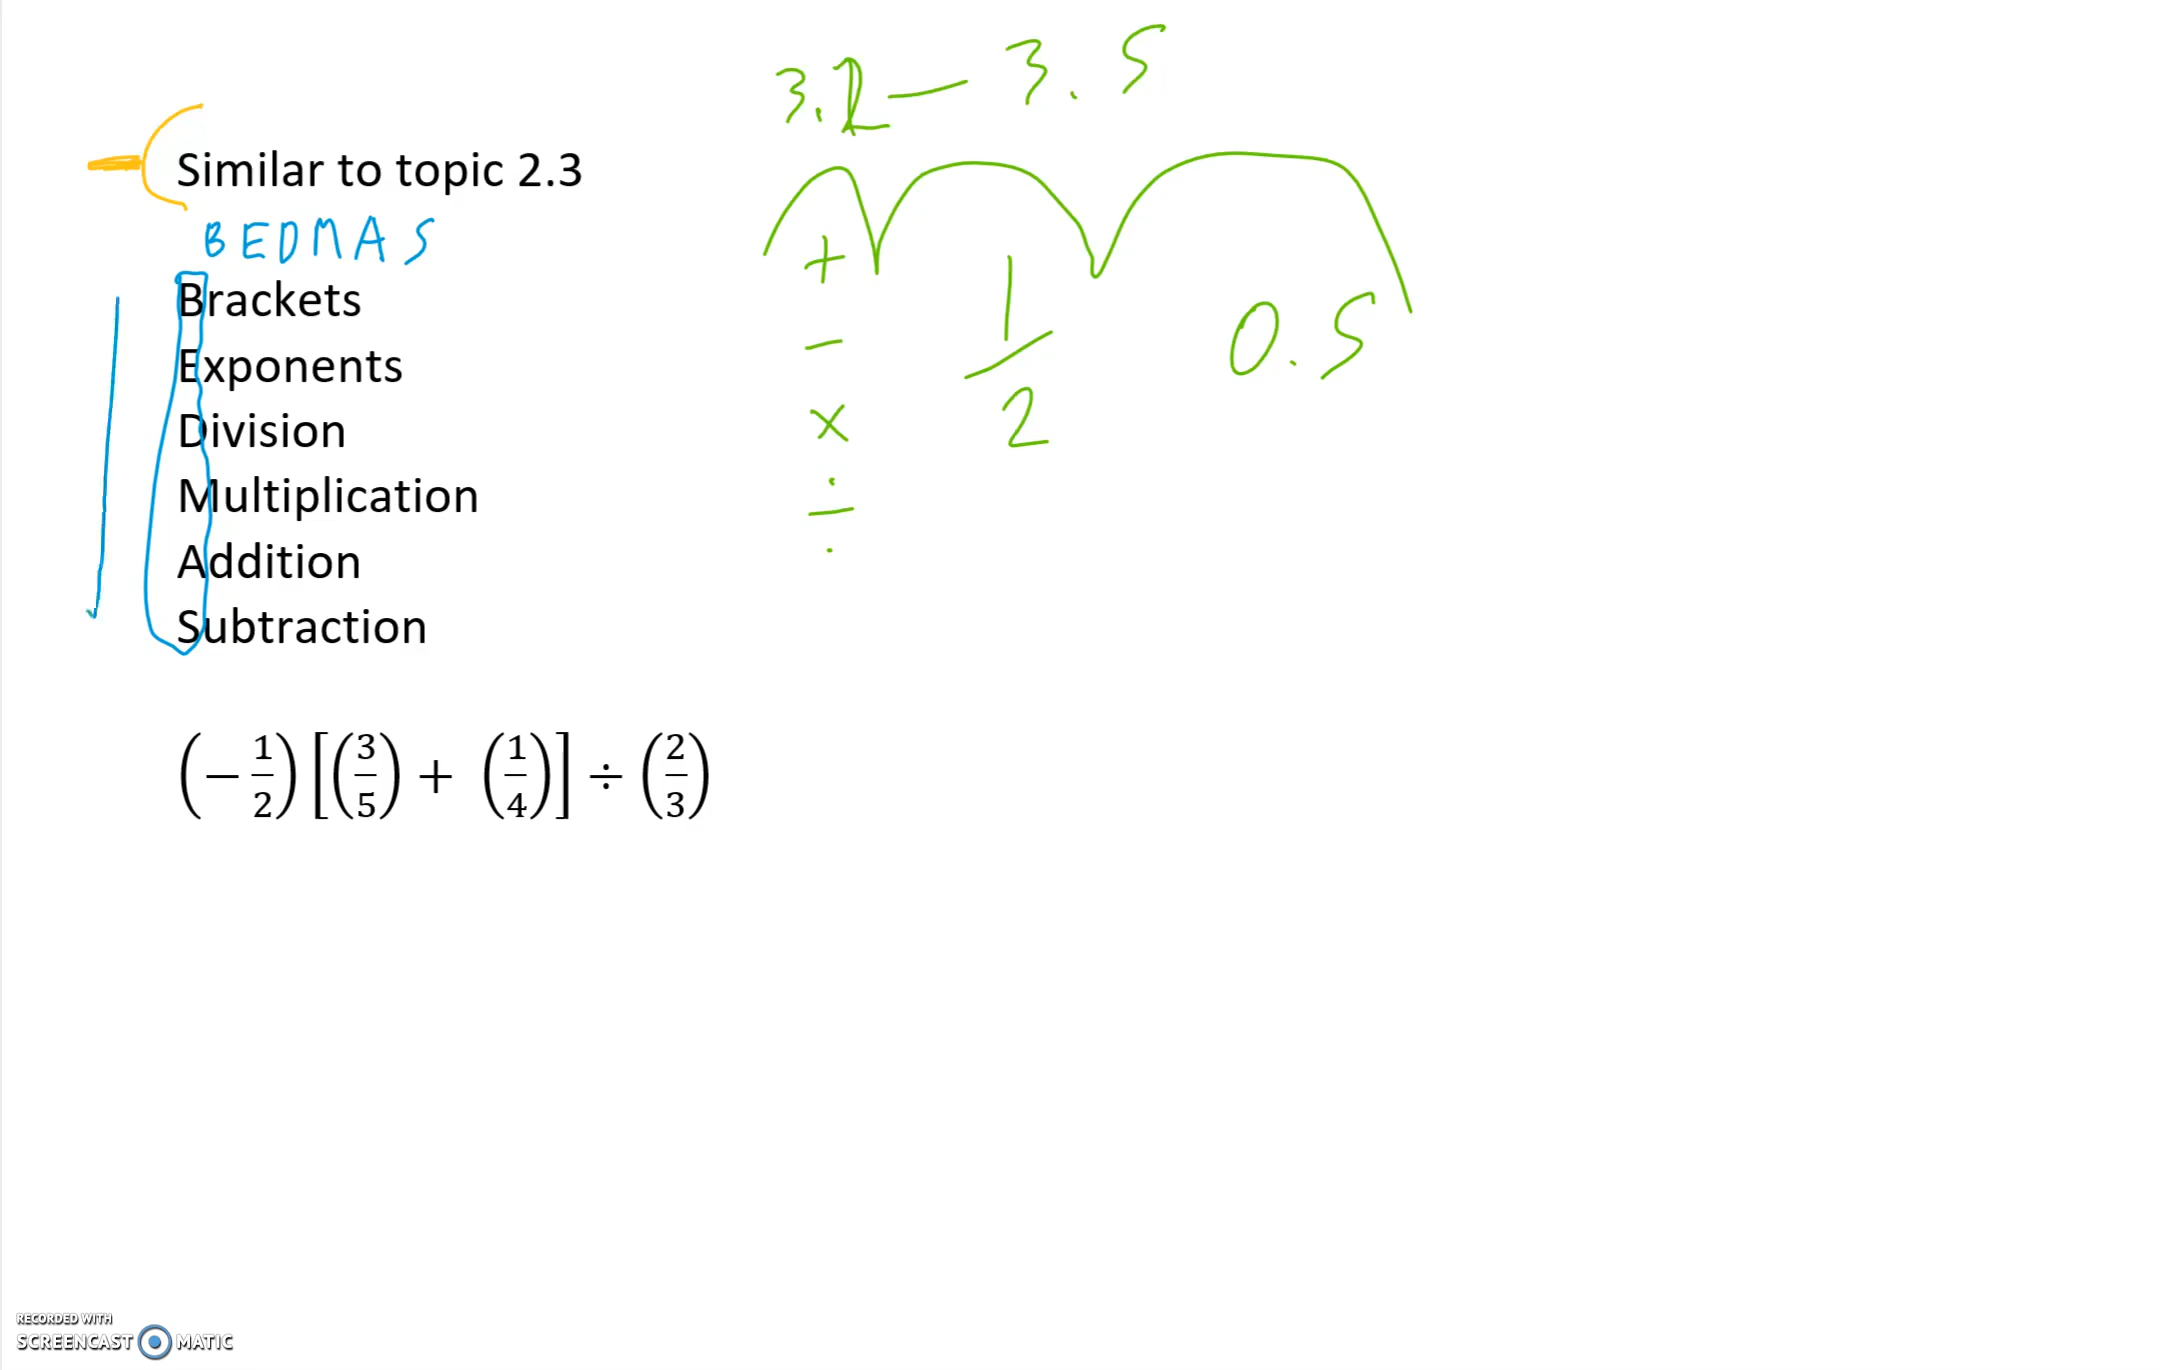 3.2 — 3.5
Similar to topic 2.3
BEDMAS
Brackets
Exponents
Division
Multiplication
Addition
Subtraction
+
−
×
÷
1/2
0.5
(−1/2)[(3/5) + (1/4)] ÷ (2/3)
RECORDED WITH
SCREENCAST MATIC